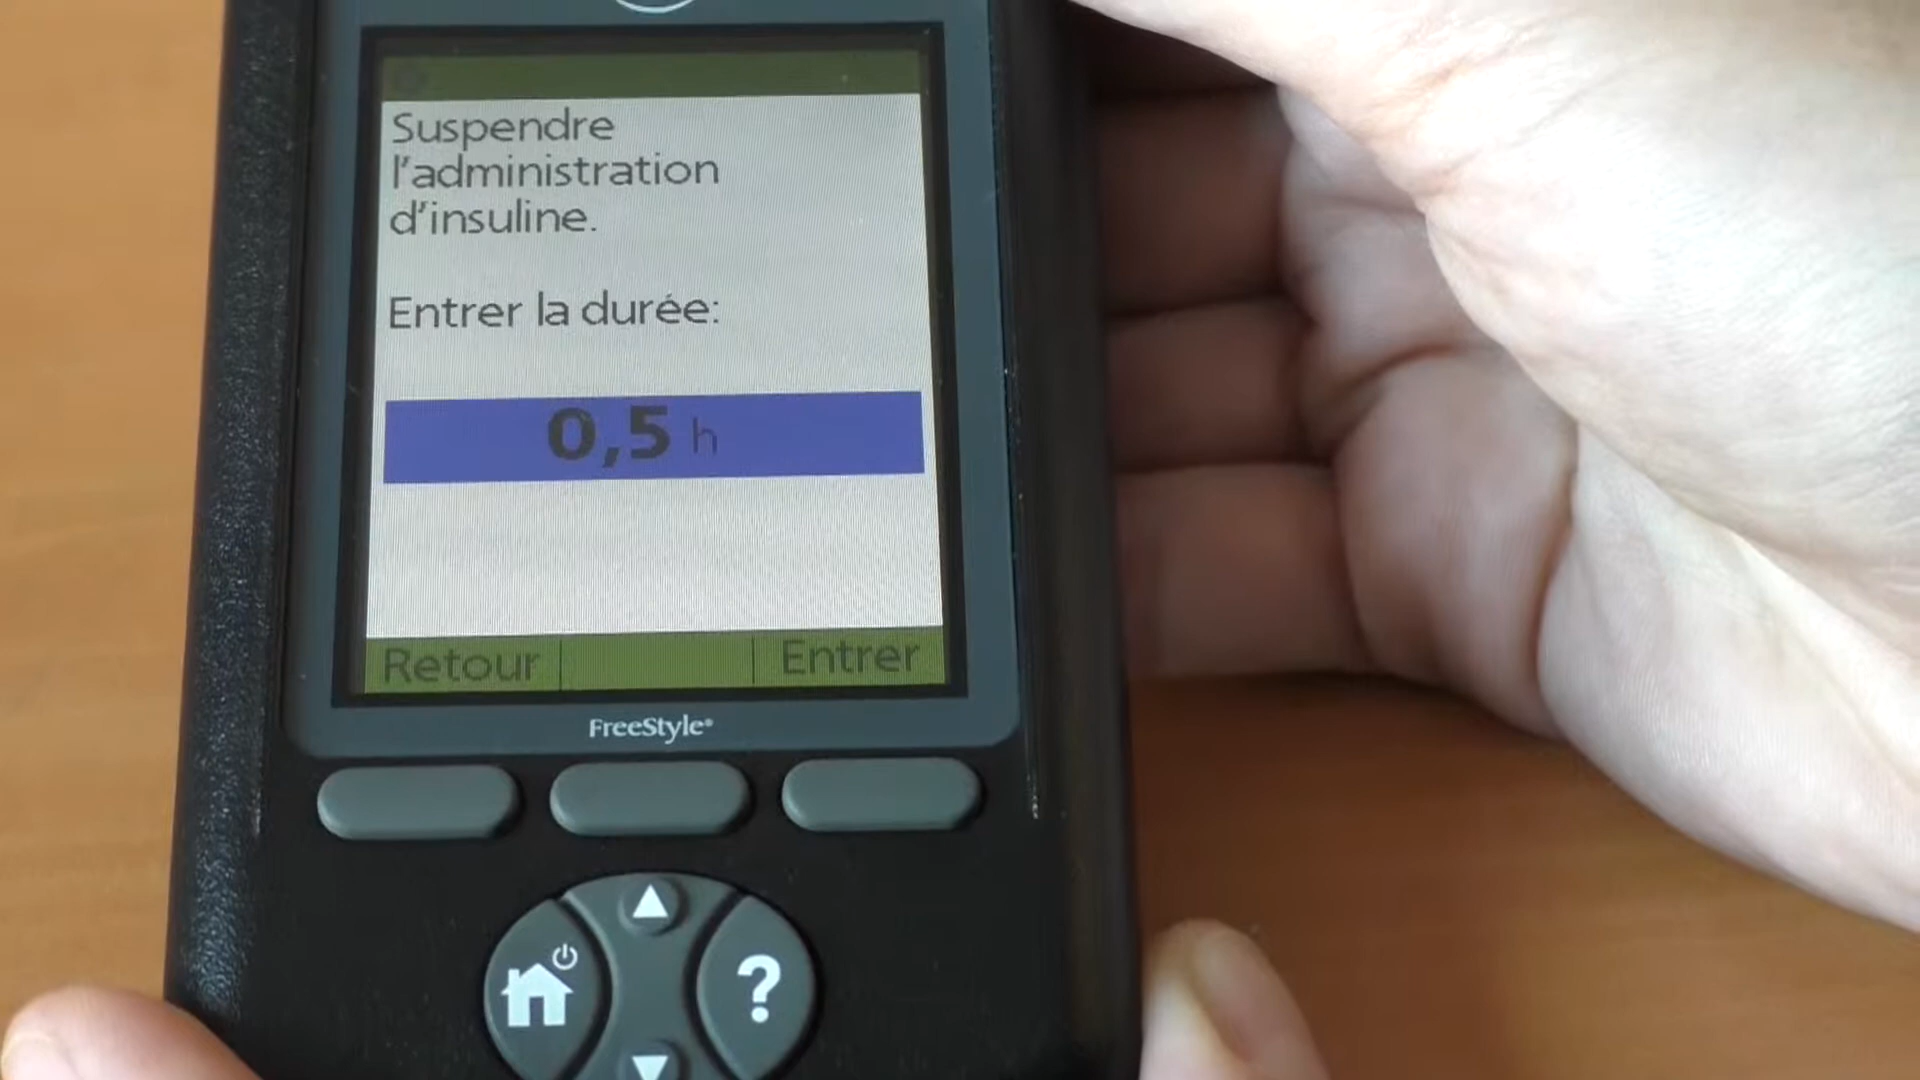 Suspendre
l'administration
d'insuline.
Entrer la durée:
0,5 h
Retour Entrer
FreeStyle®
?